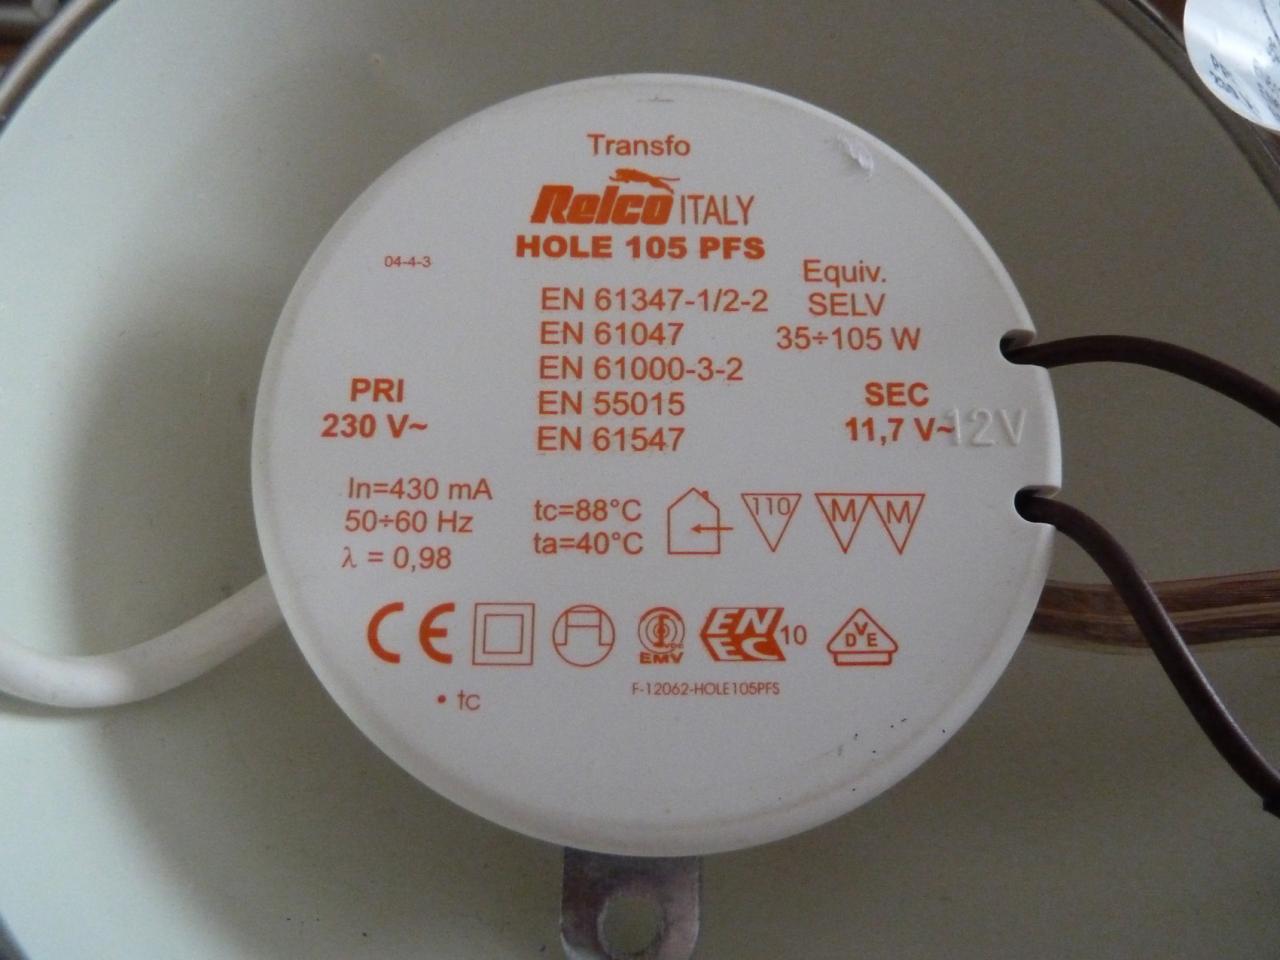 Transfo
Relco ITALY
HOLE 105 PFS
04-4-3
Equiv.
SELV
35÷105 W
EN 61347-1/2-2
EN 61047
EN 61000-3-2
EN 55015
EN 61547
PRI
230 V~
SEC
11,7 V~ 12V
In=430 mA
50÷60 Hz
λ = 0,98
tc=88°C
ta=40°C
110
M M
CE
EMV
ENEC 10
VDE
F-12062-HOLE105PFS
• tc